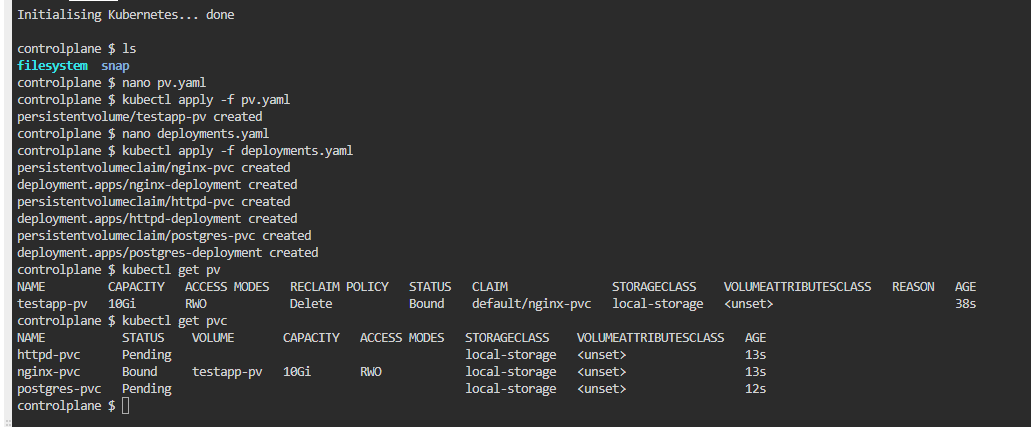 Initialising Kubernetes... done
controlplane $ ls
filesystem  snap
controlplane $ nano pv.yaml
controlplane $ kubectl apply -f pv.yaml
persistentvolume/testapp-pv created
controlplane $ nano deployments.yaml
controlplane $ kubectl apply -f deployments.yaml
persistentvolumeclaim/nginx-pvc created
deployment.apps/nginx-deployment created
persistentvolumeclaim/httpd-pvc created
deployment.apps/httpd-deployment created
persistentvolumeclaim/postgres-pvc created
deployment.apps/postgres-deployment created
controlplane $ kubectl get pv
NAME         CAPACITY   ACCESS MODES   RECLAIM POLICY   STATUS   CLAIM               STORAGECLASS    VOLUMEATTRIBUTESCLASS   REASON   AGE
testapp-pv   10Gi       RWO            Delete           Bound    default/nginx-pvc   local-storage   <unset>                          38s
controlplane $ kubectl get pvc
NAME           STATUS    VOLUME       CAPACITY   ACCESS MODES   STORAGECLASS    VOLUMEATTRIBUTESCLASS   AGE
httpd-pvc      Pending                                          local-storage   <unset>                 13s
nginx-pvc      Bound     testapp-pv   10Gi       RWO            local-storage   <unset>                 13s
postgres-pvc   Pending                                          local-storage   <unset>                 12s
controlplane $